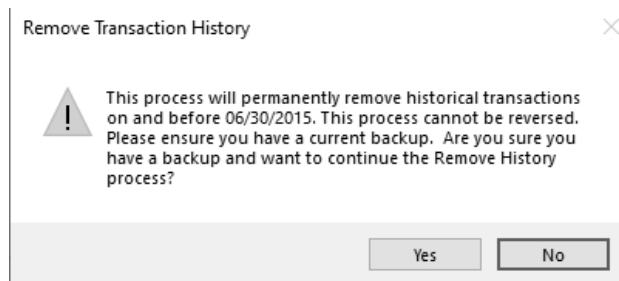 Remove Transaction History
This process will permanently remove historical transactions
on and before 06/30/2015. This process cannot be reversed.
Please ensure you have a current backup.  Are you sure you
have a backup and want to continue the Remove History
process?
Yes
No